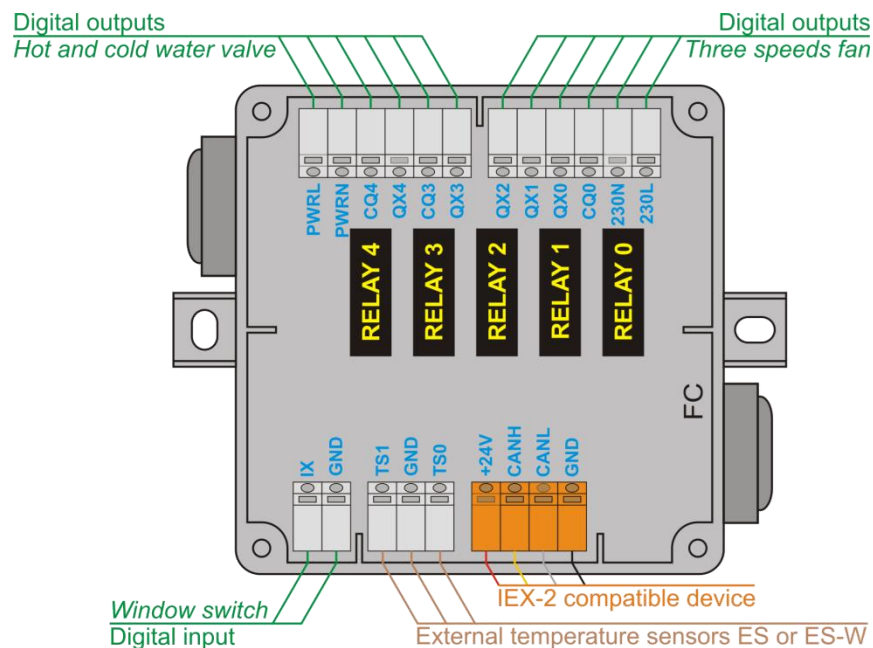 Digital outputs
Hot and cold water valve
Digital outputs
Three speeds fan
PWRL
PWRN
CQ4
QX4
CQ3
QX3
QX2
QX1
QX0
CQ0
230N
230L
RELAY 4
RELAY 3
RELAY 2
RELAY 1
RELAY 0
FC
IX
GND
TS1
GND
TS0
+24V
CANH
CANL
GND
IEX-2 compatible device
Window switch
Digital input
External temperature sensors ES or ES-W